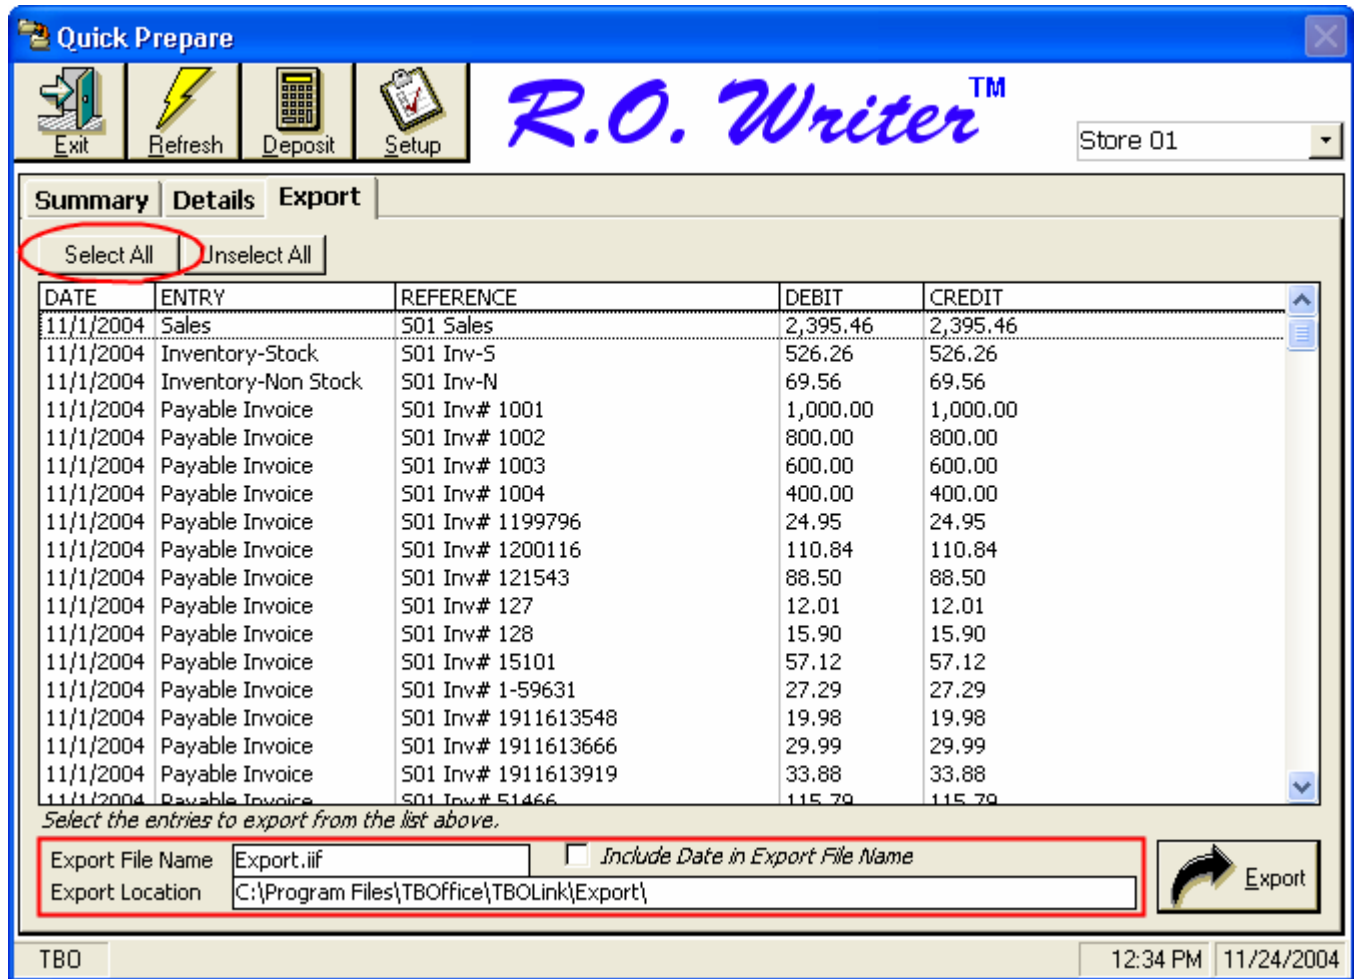 Quick Prepare
Exit Refresh Deposit Setup R.O. Writer™ Store 01
Summary Details Export
Select All Unselect All
DATE ENTRY REFERENCE DEBIT CREDIT
11/1/2004 Sales S01 Sales 2,395.46 2,395.46
11/1/2004 Inventory-Stock S01 Inv-S 526.26 526.26
11/1/2004 Inventory-Non Stock S01 Inv-N 69.56 69.56
11/1/2004 Payable Invoice S01 Inv# 1001 1,000.00 1,000.00
11/1/2004 Payable Invoice S01 Inv# 1002 800.00 800.00
11/1/2004 Payable Invoice S01 Inv# 1003 600.00 600.00
11/1/2004 Payable Invoice S01 Inv# 1004 400.00 400.00
11/1/2004 Payable Invoice S01 Inv# 1199796 24.95 24.95
11/1/2004 Payable Invoice S01 Inv# 1200116 110.84 110.84
11/1/2004 Payable Invoice S01 Inv# 121543 88.50 88.50
11/1/2004 Payable Invoice S01 Inv# 127 12.01 12.01
11/1/2004 Payable Invoice S01 Inv# 128 15.90 15.90
11/1/2004 Payable Invoice S01 Inv# 15101 57.12 57.12
11/1/2004 Payable Invoice S01 Inv# 1-59631 27.29 27.29
11/1/2004 Payable Invoice S01 Inv# 1911613548 19.98 19.98
11/1/2004 Payable Invoice S01 Inv# 1911613666 29.99 29.99
11/1/2004 Payable Invoice S01 Inv# 1911613919 33.88 33.88
11/1/2004 Payable Invoice S01 Inv# 51466 115.79 115.79
Select the entries to export from the list above.
Export File Name Export.iif Include Date in Export File Name
Export Location C:\Program Files\TBOffice\TBOLink\Export\
Export
TBO 12:34 PM 11/24/2004